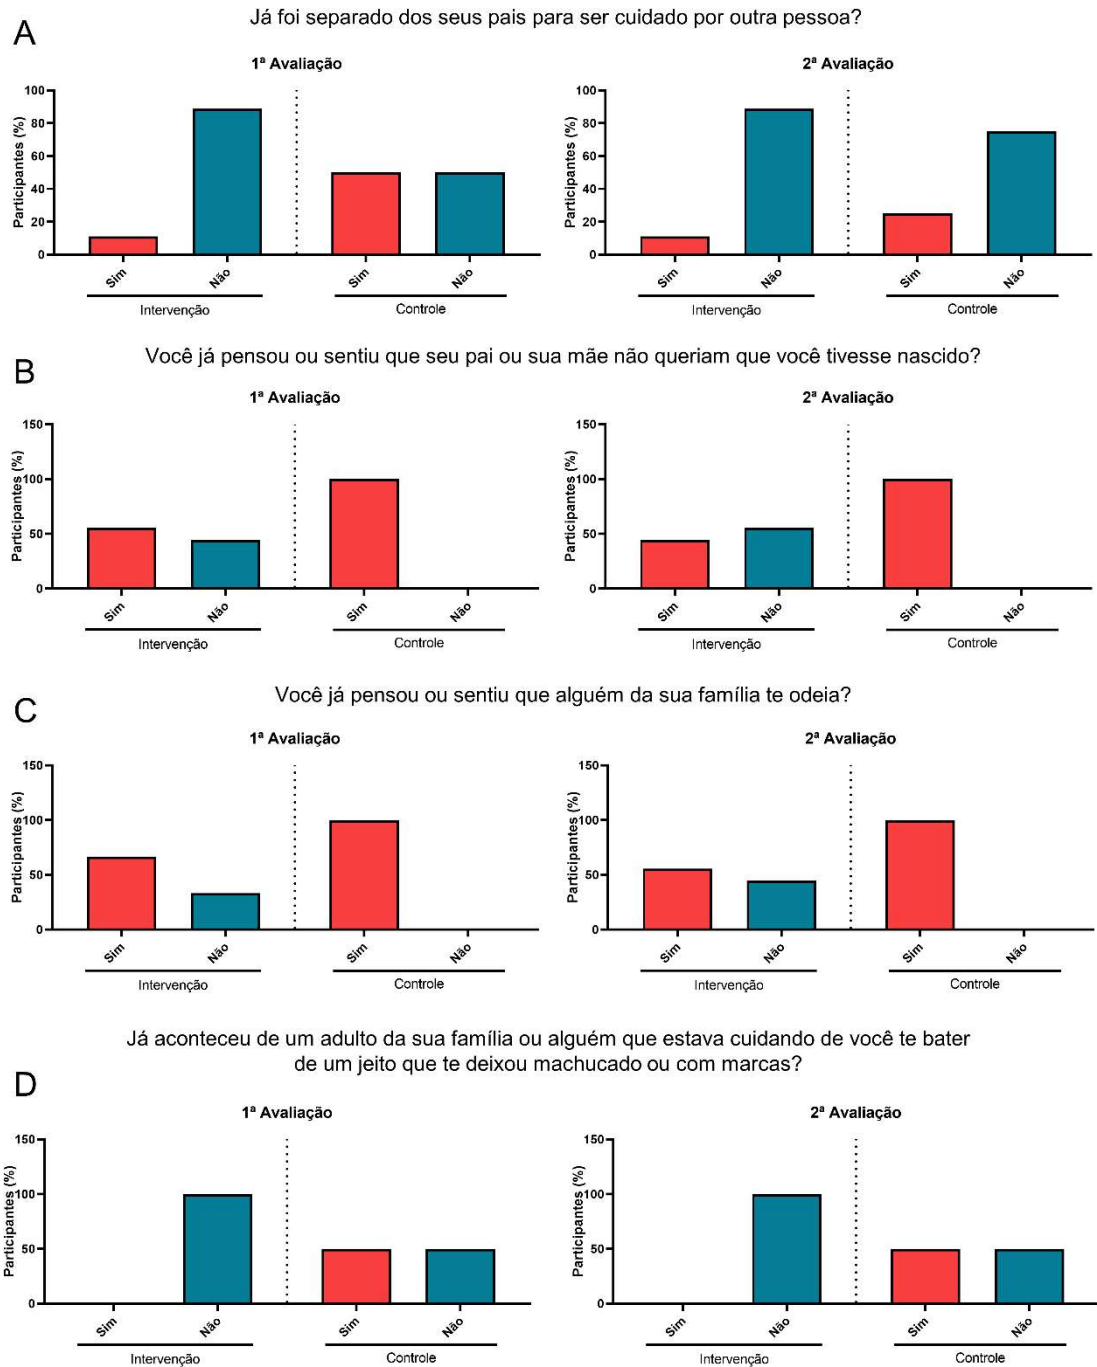 A
Já foi separado dos seus pais para ser cuidado por outra pessoa?
1ª Avaliação
Participantes (%)
100
80
60
40
20
0
Sim
Não
Sim
Não
Intervenção
Controle
2ª Avaliação
Participantes (%)
100
80
60
40
20
0
Sim
Não
Sim
Não
Intervenção
Controle
B
Você já pensou ou sentiu que seu pai ou sua mãe não queriam que você tivesse nascido?
1ª Avaliação
Participantes (%)
150
100
50
0
Sim
Não
Sim
Não
Intervenção
Controle
2ª Avaliação
Participantes (%)
150
100
50
0
Sim
Não
Sim
Não
Intervenção
Controle
C
Você já pensou ou sentiu que alguém da sua família te odeia?
1ª Avaliação
Participantes (%)
150
100
50
0
Sim
Não
Sim
Não
Intervenção
Controle
2ª Avaliação
Participantes (%)
150
100
50
0
Sim
Não
Sim
Não
Intervenção
Controle
D
Já aconteceu de um adulto da sua família ou alguém que estava cuidando de você te bater
de um jeito que te deixou machucado ou com marcas?
1ª Avaliação
Participantes (%)
150
100
50
0
Sim
Não
Sim
Não
Intervenção
Controle
2ª Avaliação
Participantes (%)
150
100
50
0
Sim
Não
Sim
Não
Intervenção
Controle